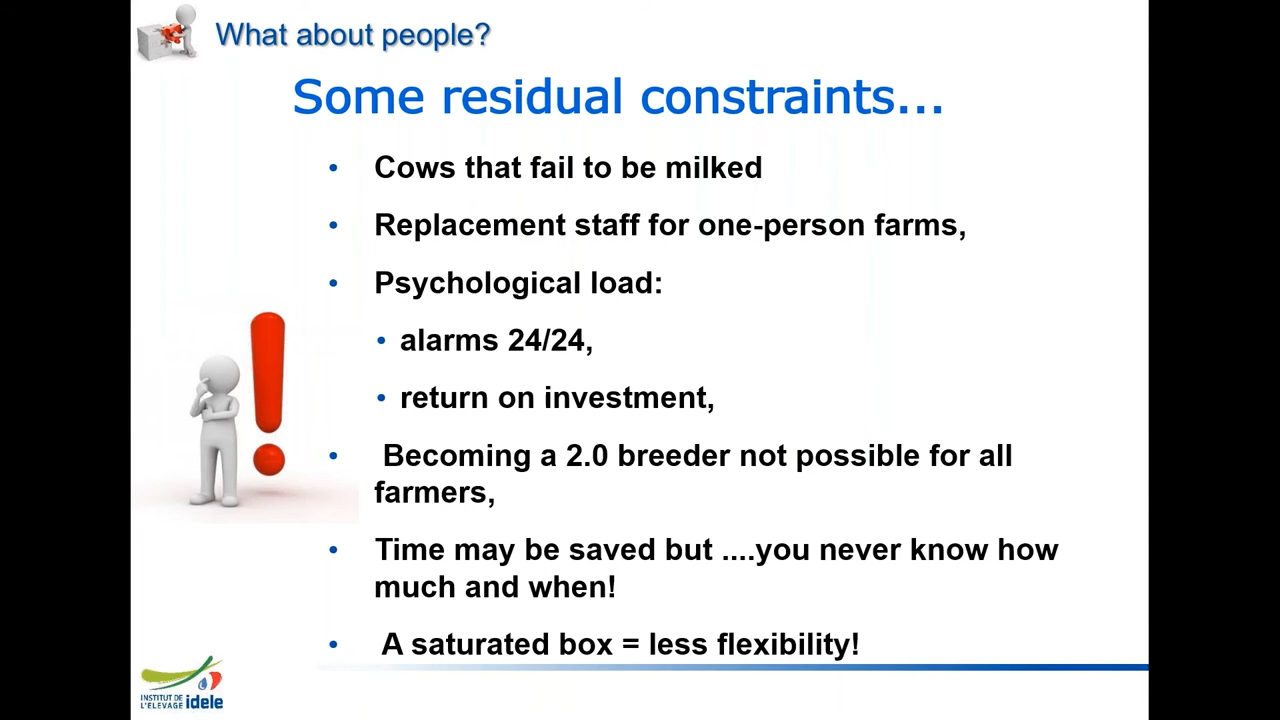 What about people?
Some residual constraints...
• Cows that fail to be milked
• Replacement staff for one-person farms,
• Psychological load:
• alarms 24/24,
• return on investment,
• Becoming a 2.0 breeder not possible for all
farmers,
• Time may be saved but ....you never know how
much and when!
• A saturated box = less flexibility!
INSTITUT DE
L'ELEVAGE idele